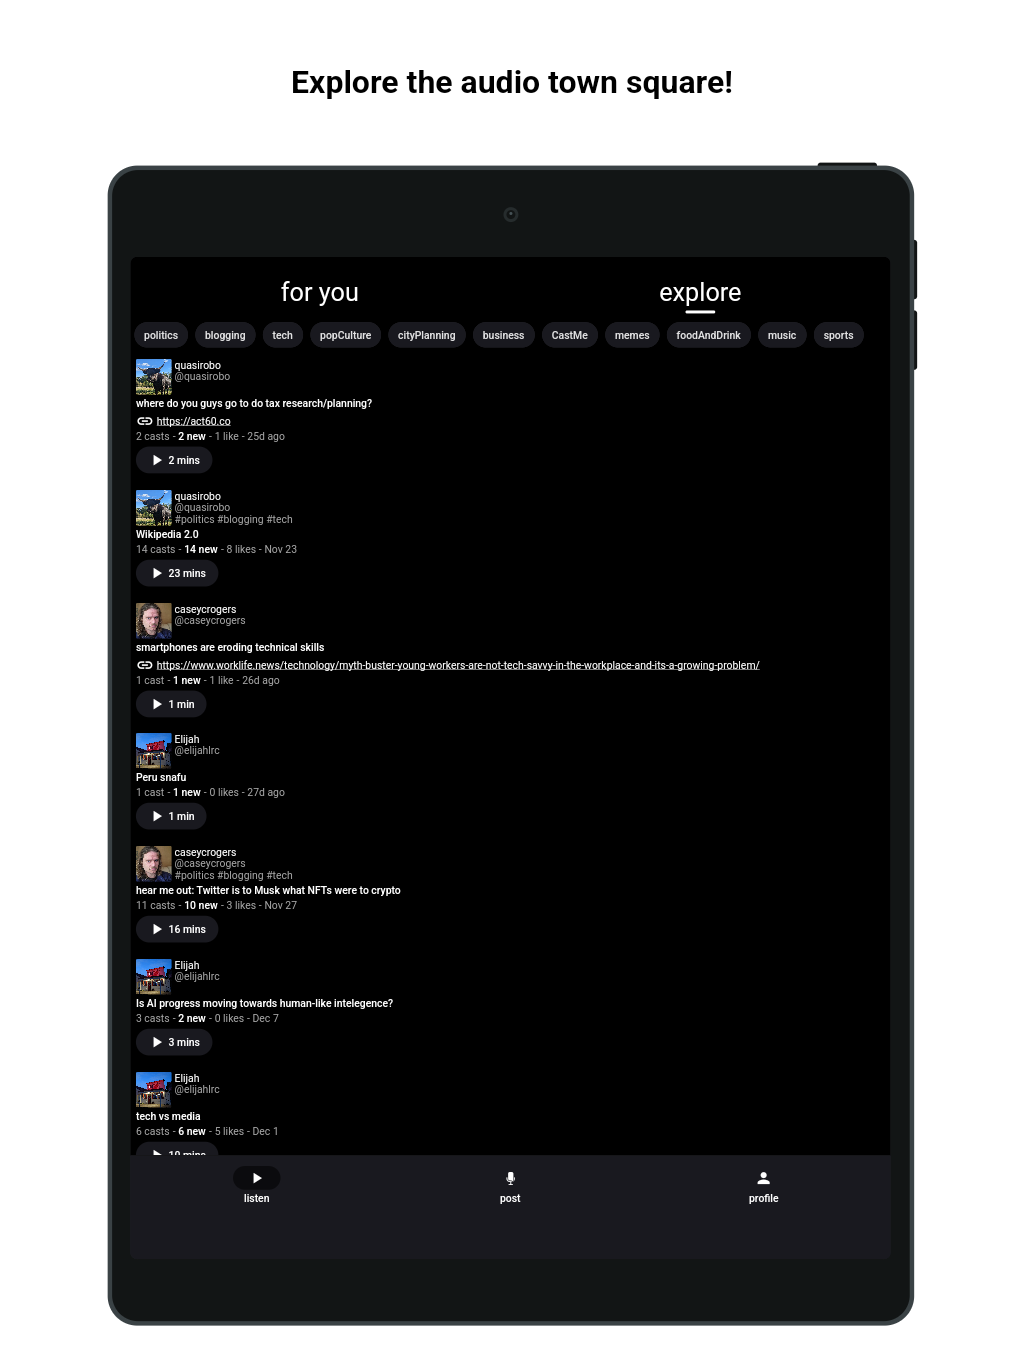 Explore the audio town square!
for you explore
politics blogging tech popCulture cityPlanning business CastMe memes foodAndDrink music sports
quasirobo
@quasirobo
where do you guys go to do tax research/planning?
https://act60.co
2 casts - 2 new - 1 like - 25d ago
2 mins
quasirobo
@quasirobo
#politics #blogging #tech
Wikipedia 2.0
14 casts - 14 new - 8 likes - Nov 23
23 mins
caseycrogers
@caseycrogers
smartphones are eroding technical skills
https://www.worklife.news/technology/myth-buster-young-workers-are-not-tech-savvy-in-the-workplace-and-its-a-growing-problem/
1 cast - 1 new - 1 like - 26d ago
1 min
Elijah
@elijahlrc
Peru snafu
1 cast - 1 new - 0 likes - 27d ago
1 min
caseycrogers
@caseycrogers
#politics #blogging #tech
hear me out: Twitter is to Musk what NFTs were to crypto
11 casts - 10 new - 3 likes - Nov 27
16 mins
Elijah
@elijahlrc
Is AI progress moving towards human-like intelegence?
3 casts - 2 new - 0 likes - Dec 7
3 mins
Elijah
@elijahlrc
tech vs media
6 casts - 6 new - 5 likes - Dec 1
10 mins
listen post profile